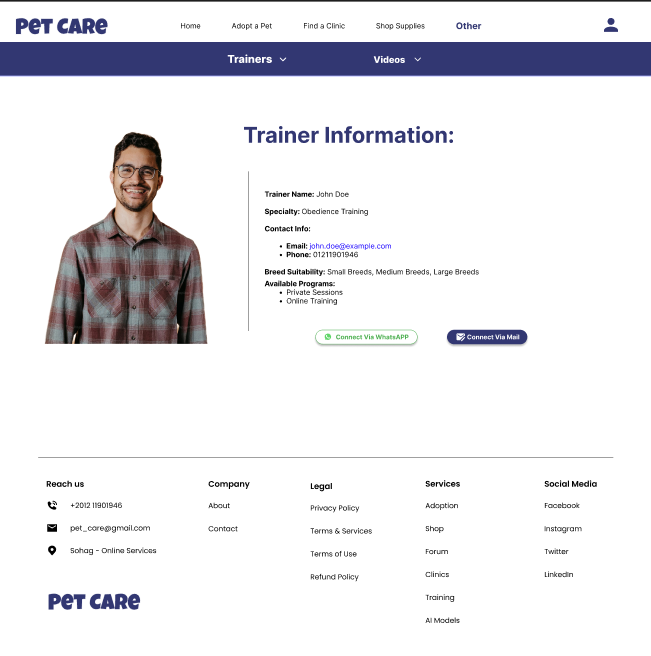 PET CARE
Home Adopt a Pet Find a Clinic Shop Supplies Other
Trainers Videos
Trainer Information:
Trainer Name: John Doe
Specialty: Obedience Training
Contact Info:
• Email: john.doe@example.com
• Phone: 01211901946
Breed Suitability: Small Breeds, Medium Breeds, Large Breeds
Available Programs:
• Private Sessions
• Online Training
Connect Via WhatsAPP Connect Via Mail
Reach us
+2012 11901946
pet_care@gmail.com
Sohag - Online Services
PET CARE
Company
About
Contact
Legal
Privacy Policy
Terms & Services
Terms of Use
Refund Policy
Services
Adoption
Shop
Forum
Clinics
Training
AI Models
Social Media
Facebook
Instagram
Twitter
LinkedIn